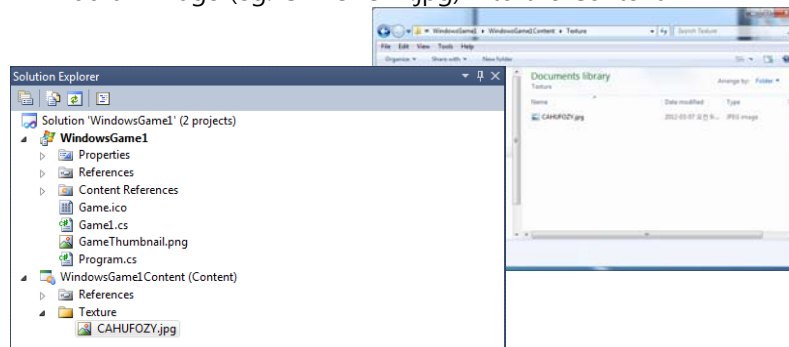 Solution Explorer
Solution 'WindowsGame1' (2 projects)
WindowsGame1
Properties
References
Content References
Game.ico
Game1.cs
GameThumbnail.png
Program.cs
WindowsGame1Content (Content)
References
Texture
CAHUFOZY.jpg
WindowsGame1 WindowsGame1Content Texture
Search Texture
File Edit View Tools Help
Organize Share with New folder
Documents library
Texture
Arrange by: Folder
Name Date modified Type
CAHUFOZY.jpg JPEG image